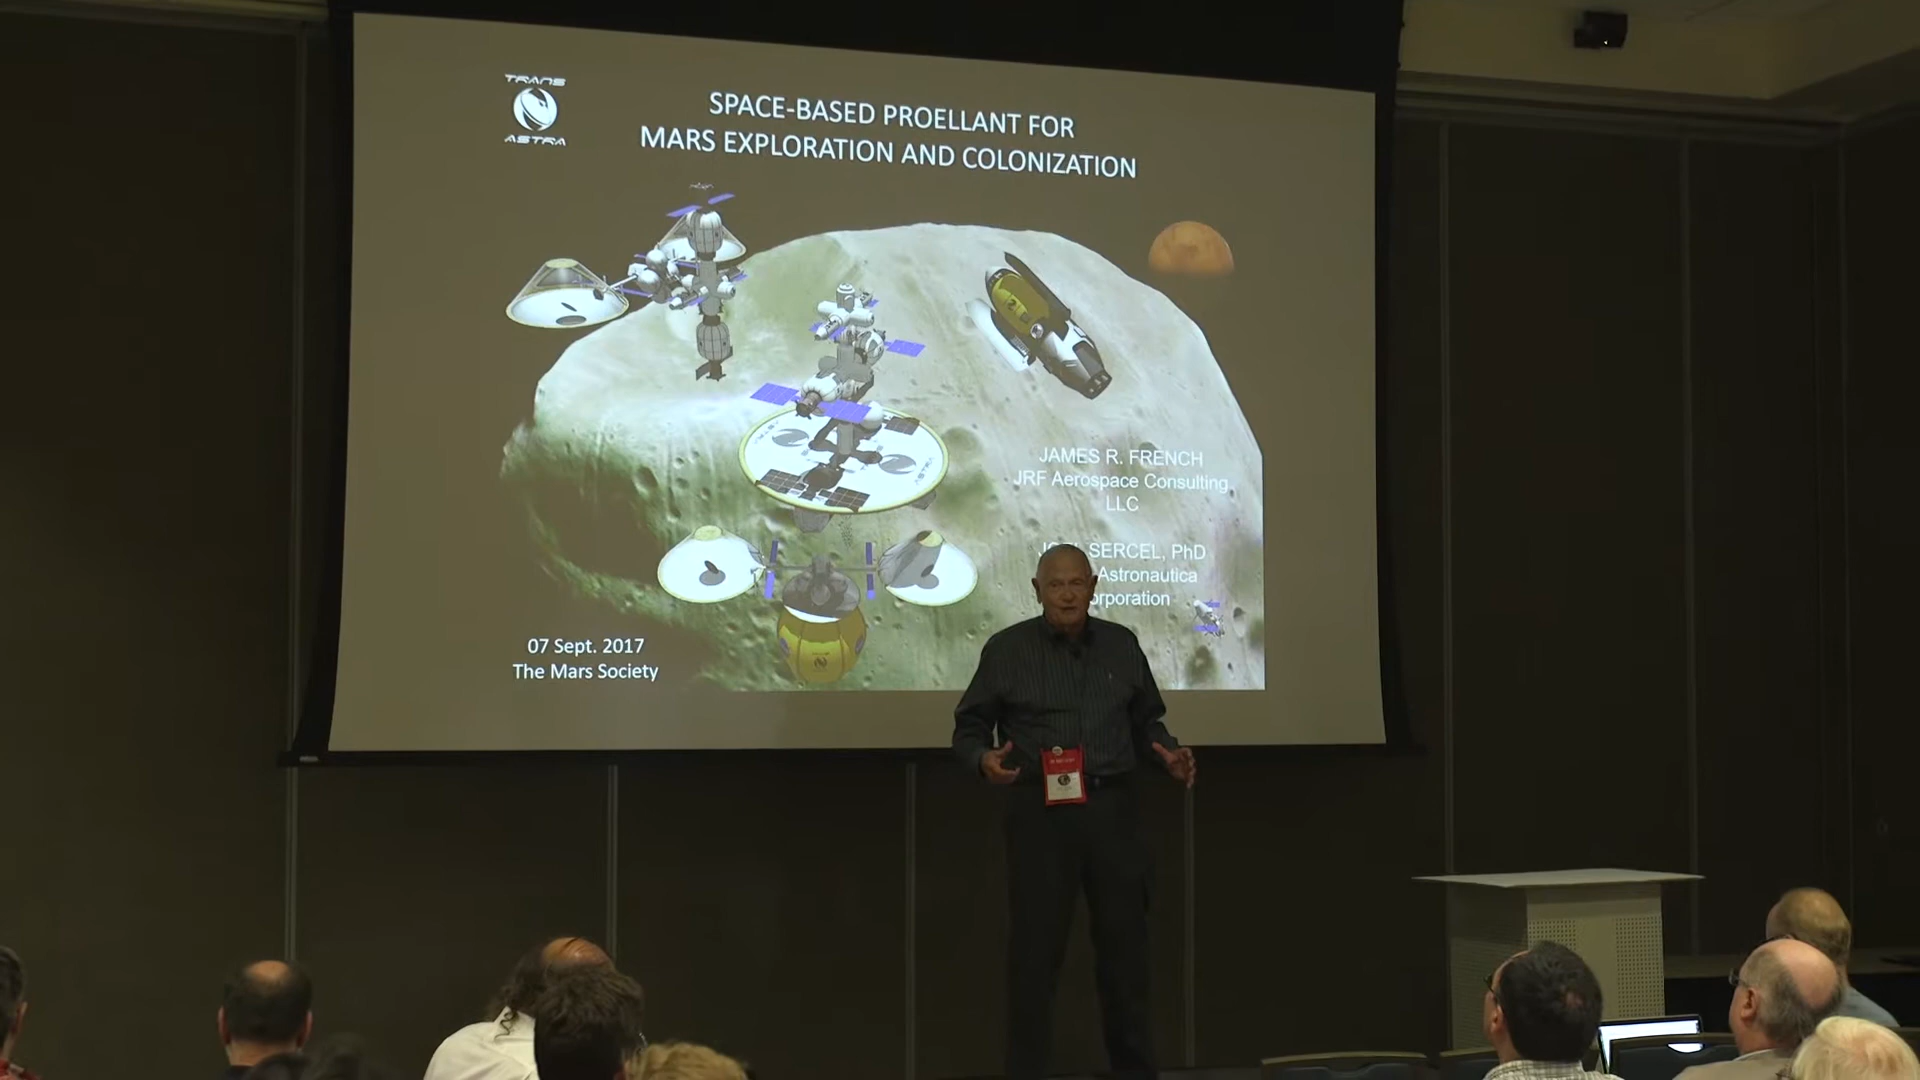 TRANS
ASTRA
SPACE-BASED PROELLANT FOR
MARS EXPLORATION AND COLONIZATION
JAMES R. FRENCH
JRF Aerospace Consulting,
LLC
SERCEL, PhD
Astronautica
07 Sept. 2017
The Mars Society